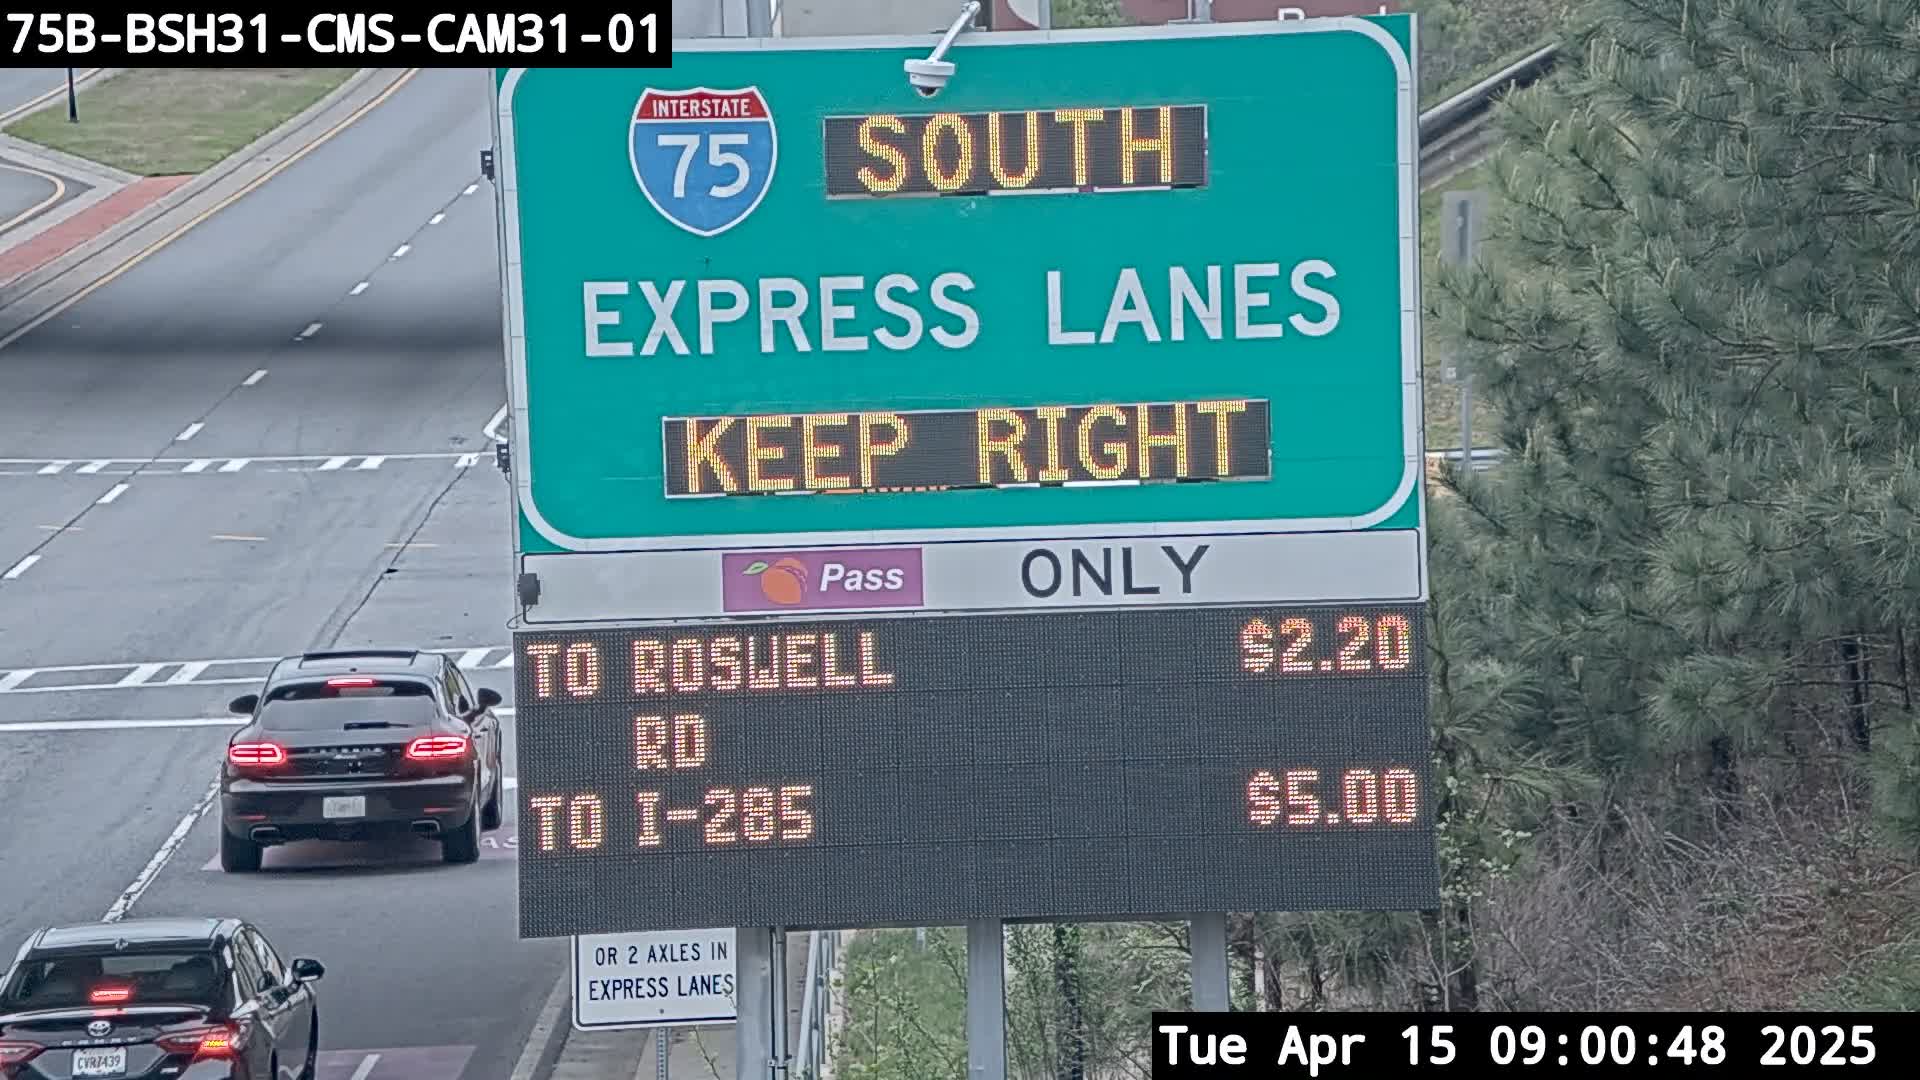 75B-BSH31-CMS-CAM31-01
INTERSTATE
75
SOUTH
EXPRESS LANES
KEEP RIGHT
Pass ONLY
TO ROSWELL $2.20
RD
TO I-285 $5.00
OR 2 AXLES IN
EXPRESS LANES
Tue Apr 15 09:00:48 2025